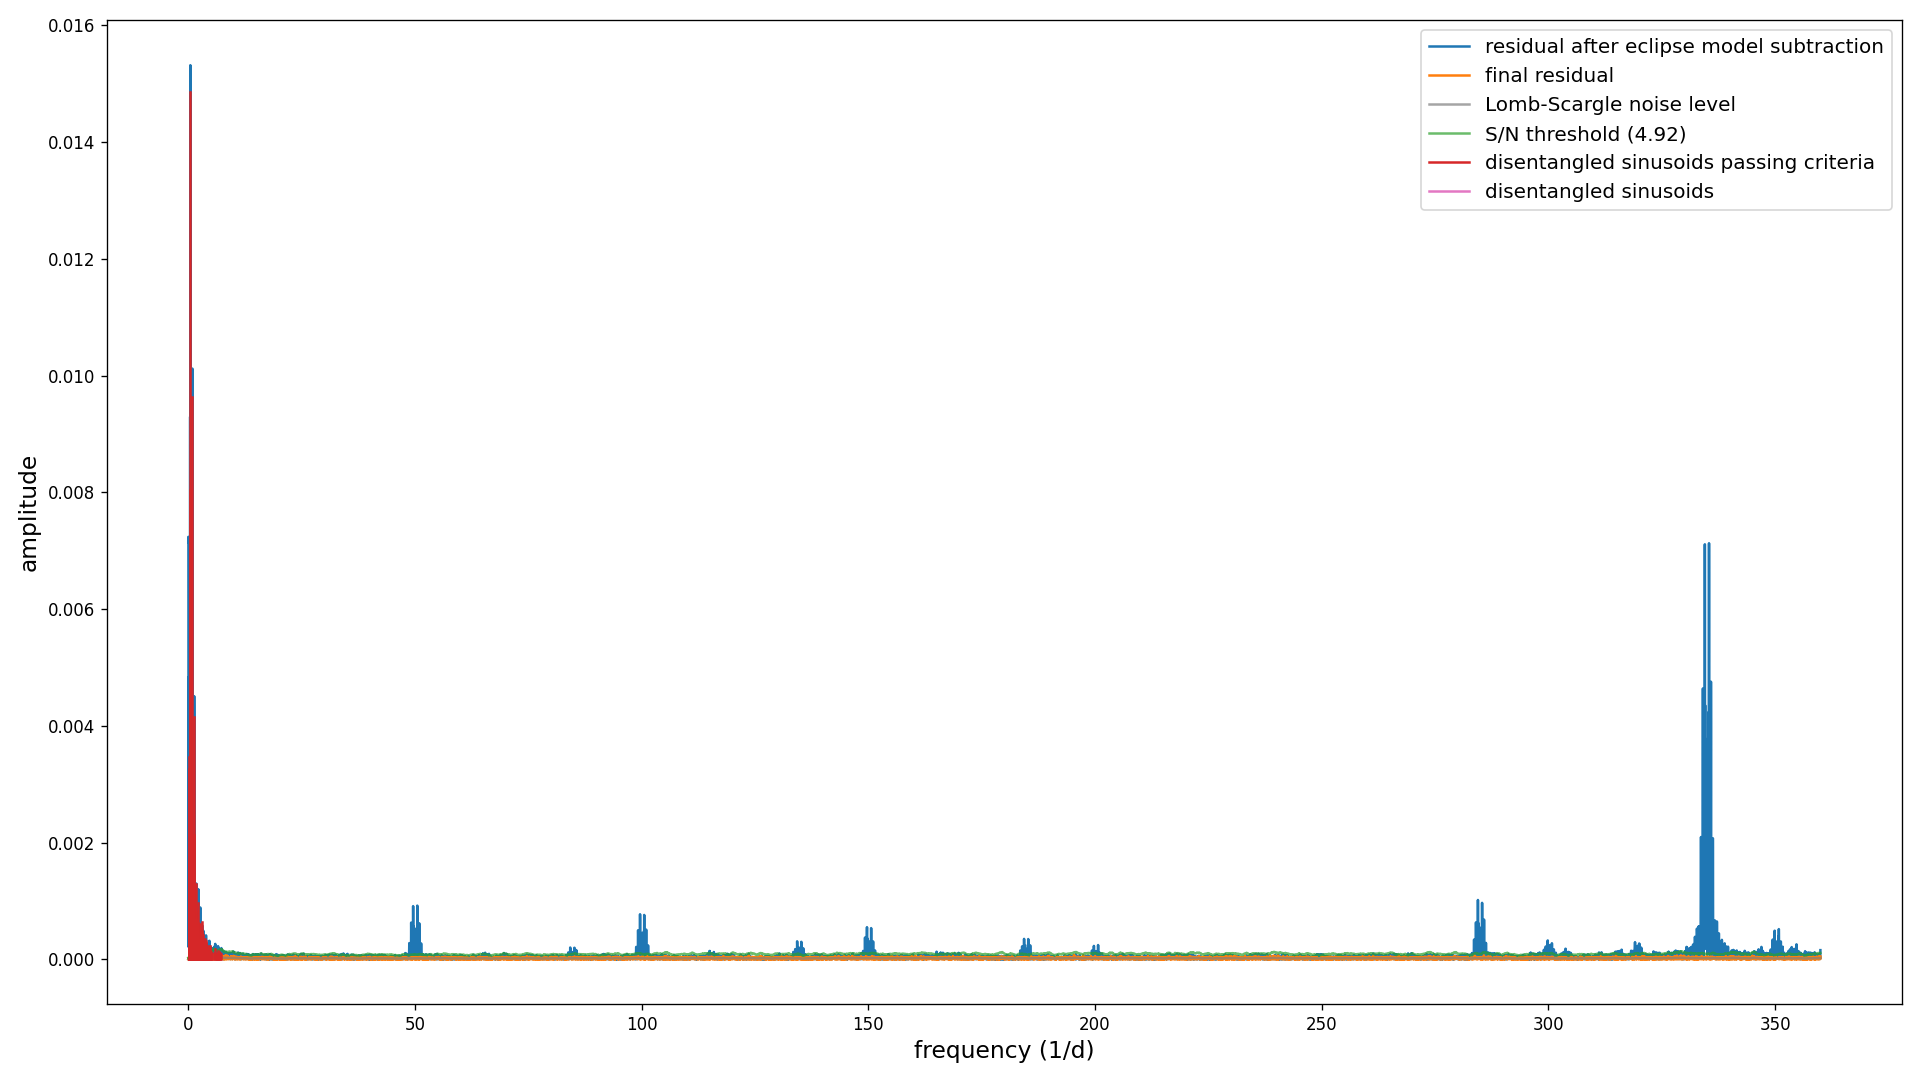 0.016
0.014
0.012
0.010
0.008
0.006
0.004
0.002
0.000
amplitude
residual after eclipse model subtraction
final residual
Lomb-Scargle noise level
S/N threshold (4.92)
disentangled sinusoids passing criteria
disentangled sinusoids
0 50 100 150 200 250 300 350
frequency (1/d)